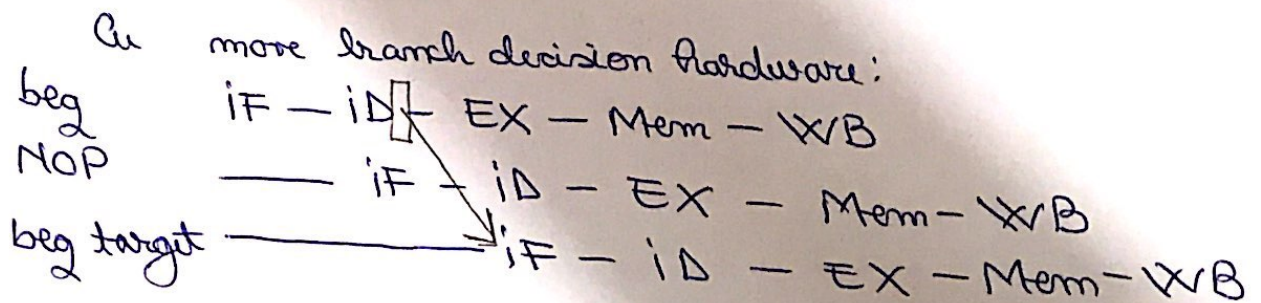 Cu more branch decision hardware:
beq iF - iD - EX - Mem - WB
NOP iF - iD - EX - Mem - WB
beq target iF - iD - EX - Mem - WB